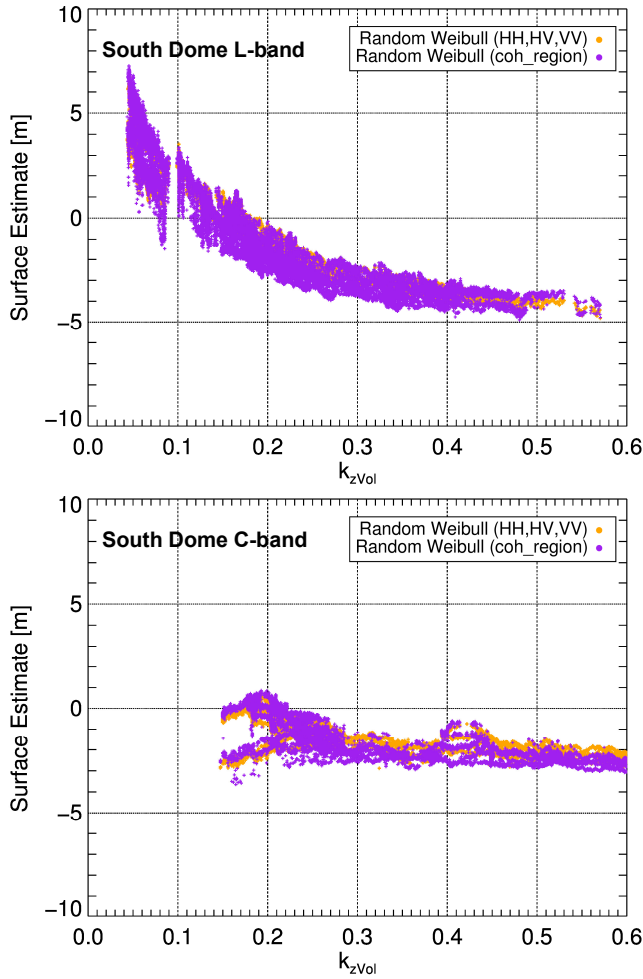 10
South Dome L-band
Random Weibull (HH,HV,VV)
Random Weibull (coh_region)
5
0
−5
−10
Surface Estimate [m]
0.0 0.1 0.2 0.3 0.4 0.5 0.6
kzVol
10
South Dome C-band
Random Weibull (HH,HV,VV)
Random Weibull (coh_region)
5
0
−5
−10
Surface Estimate [m]
0.0 0.1 0.2 0.3 0.4 0.5 0.6
kzVol